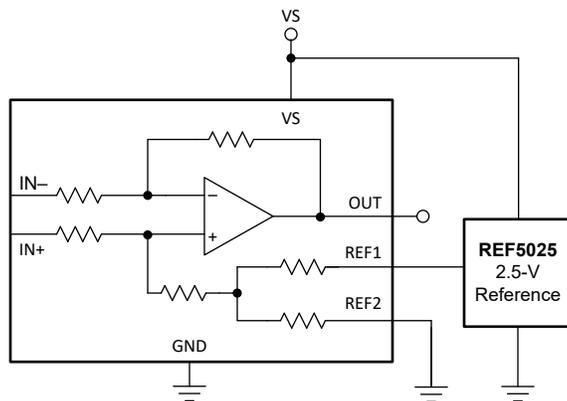 VS
VS
IN–
–
OUT
IN+
+
REF1
REF5025
2.5-V
Reference
REF2
GND